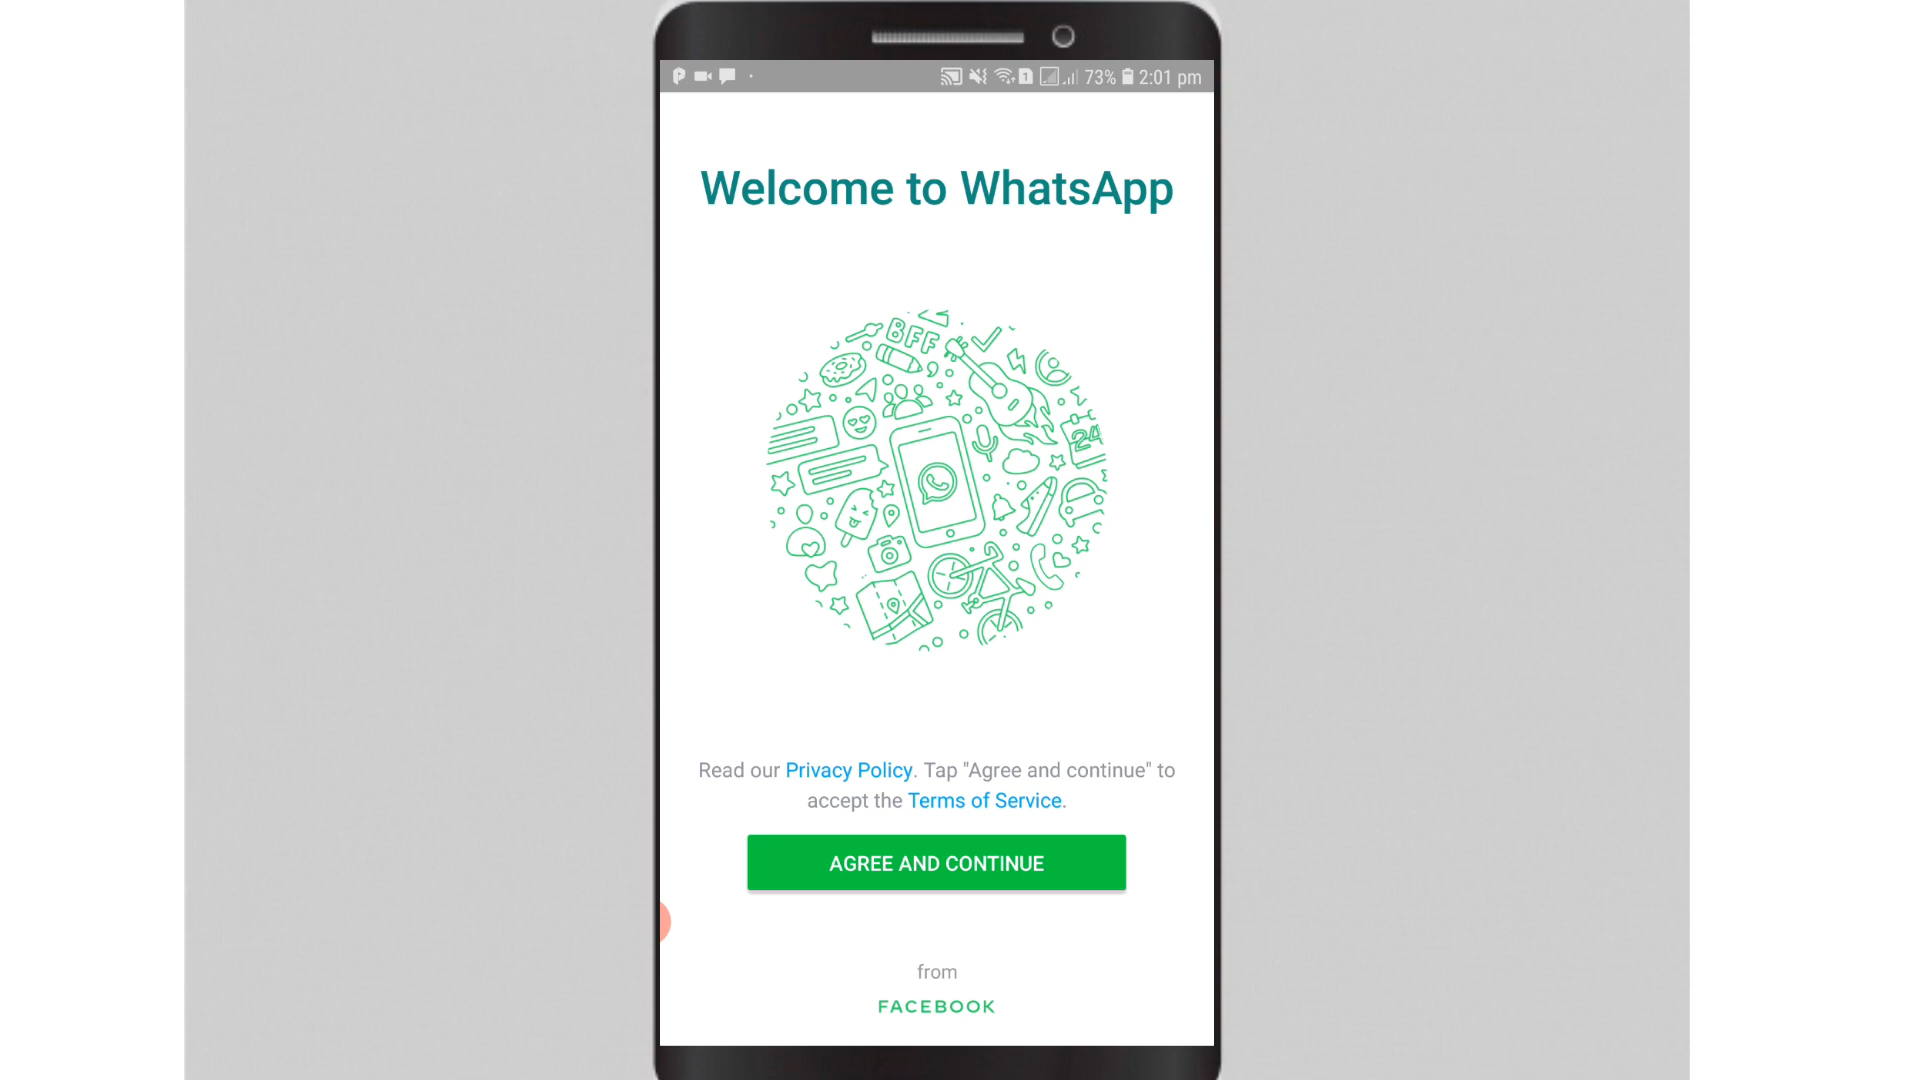 73% 2:01 pm
Welcome to WhatsApp
BFF
24
Read our Privacy Policy. Tap "Agree and continue" to
accept the Terms of Service.
AGREE AND CONTINUE
from
FACEBOOK